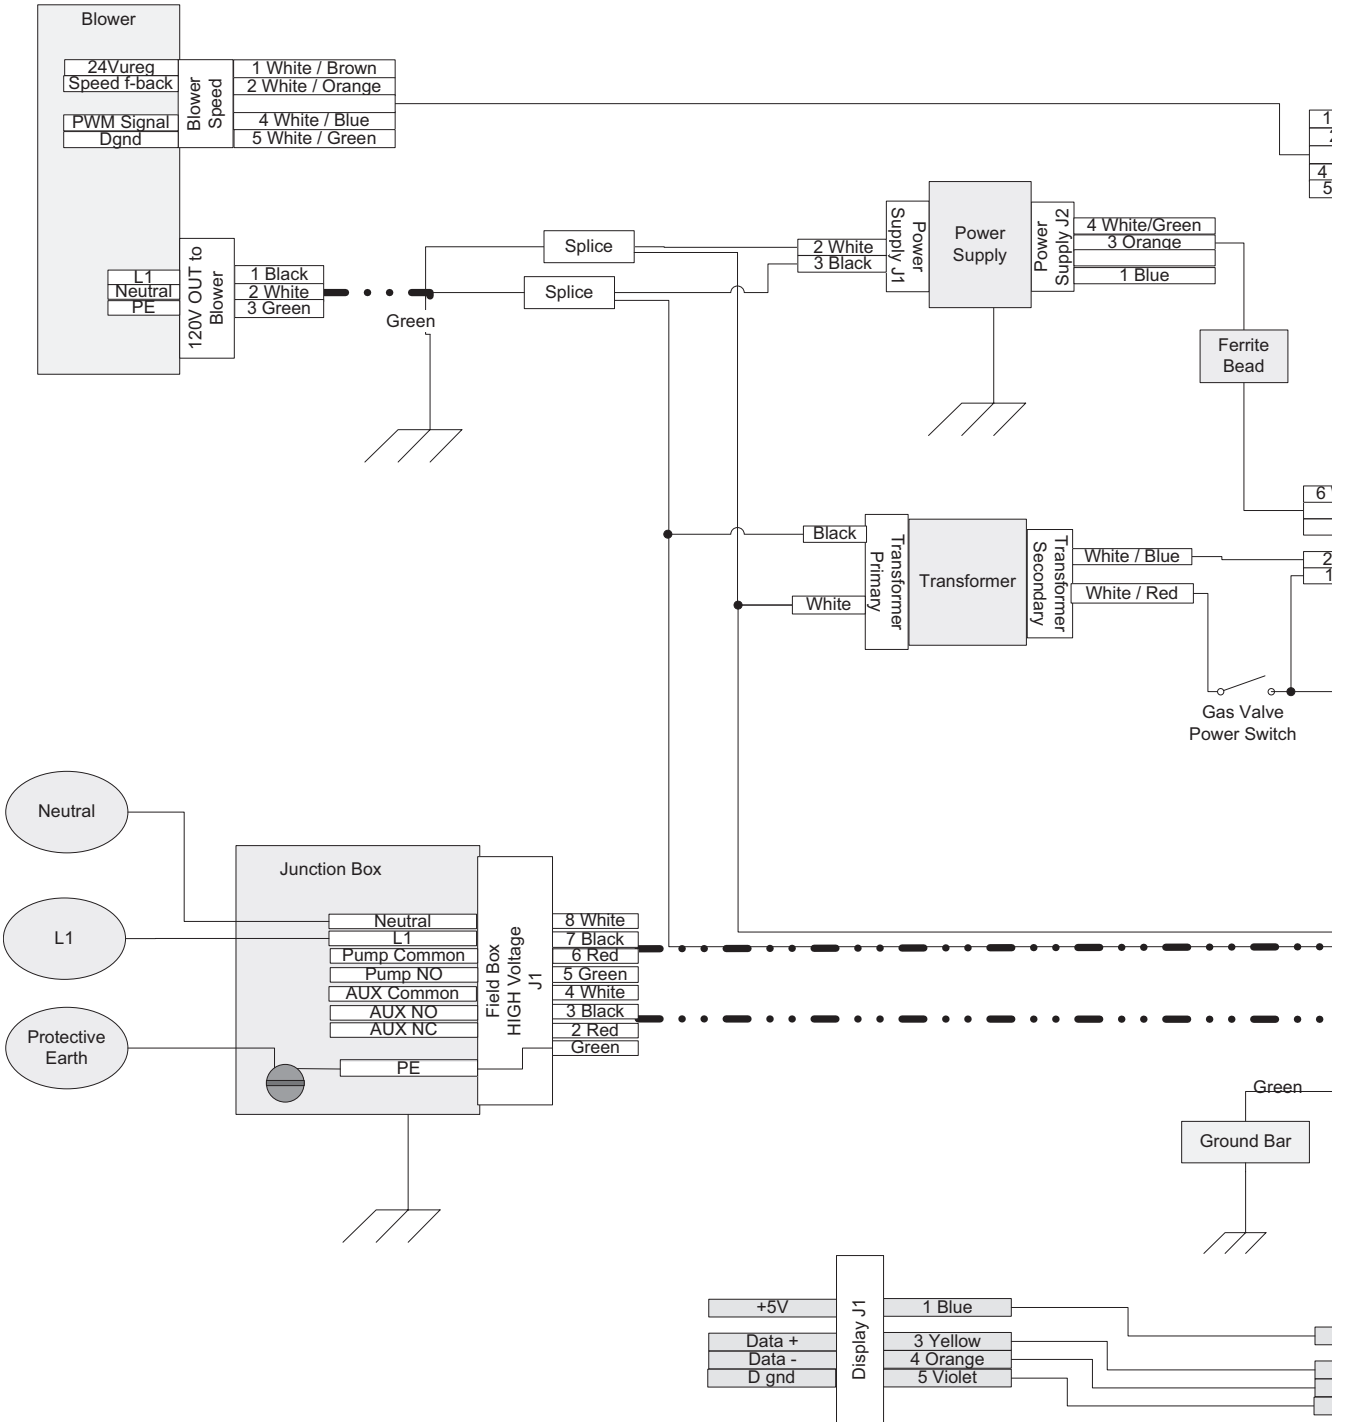 Blower
24Vureg
Speed f-back
PWM Signal
Dgnd
Blower
Speed
1 White / Brown
2 White / Orange
4 White / Blue
5 White / Green
1
4
5
L1
Neutral
PE
120V OUT to
Blower
1 Black
2 White
3 Green
Green
Splice
Splice
2 White
3 Black
Power
Supply J1
Power
Supply
Power
Supply J2
4 White/Green
3 Orange
1 Blue
Ferrite
Bead
6
2
1
Black
White
Transformer
Primary
Transformer
Transformer
Secondary
White / Blue
White / Red
Gas Valve
Power Switch
Neutral
L1
Protective
Earth
Junction Box
Neutral
L1
Pump Common
Pump NO
AUX Common
AUX NO
AUX NC
PE
Field Box
HIGH Voltage
J1
8 White
7 Black
6 Red
5 Green
4 White
3 Black
2 Red
Green
Green
Ground Bar
+5V
Data +
Data -
D gnd
Display J1
1 Blue
3 Yellow
4 Orange
5 Violet